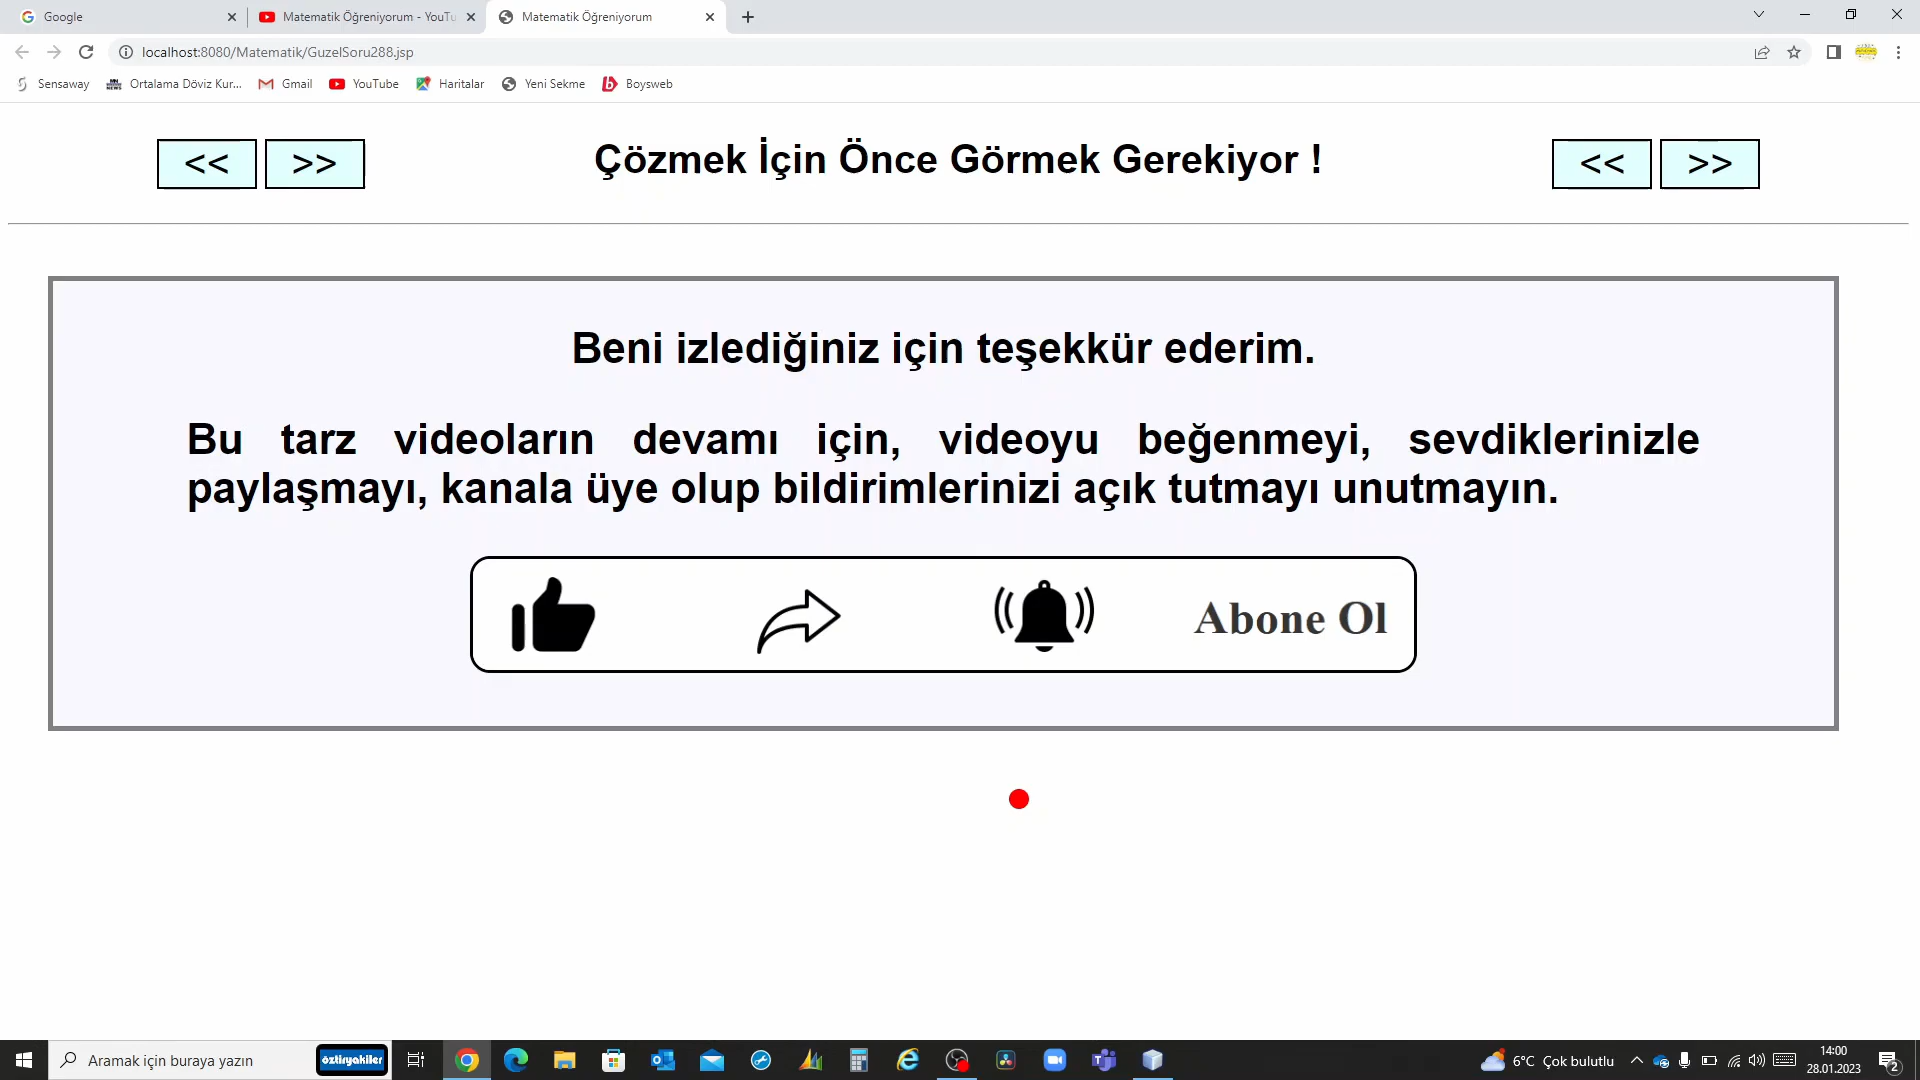 Google
Matematik Öğreniyorum - YouTu
Matematik Öğreniyorum
localhost:8080/Matematik/GuzelSoru288.jsp
Sensaway
Ortalama Döviz Kur...
Gmail
YouTube
Haritalar
Yeni Sekme
Boysweb
<< >> Çözmek İçin Önce Görmek Gerekiyor ! << >>
Beni izlediğiniz için teşekkür ederim.
Bu tarz videoların devamı için, videoyu beğenmeyi, sevdiklerinizle
paylaşmayı, kanala üye olup bildirimlerinizi açık tutmayı unutmayın.
Abone Ol
Aramak için buraya yazın
öztiryakiler
6°C Çok bulutlu
14:00
28.01.2023
2